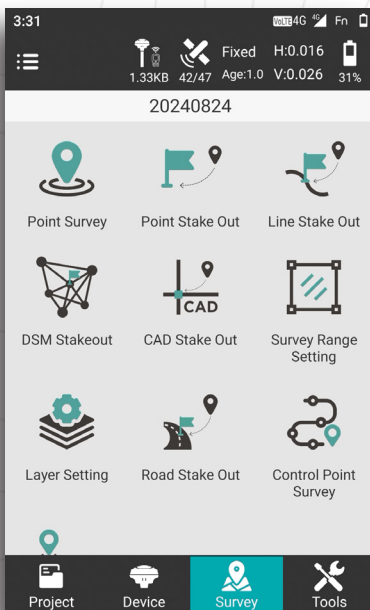 3:31
VoLTE 4G 4G Fn
Fixed H:0.016
1.33KB 42/47 Age:1.0 V:0.026 31%
20240824
Point Survey Point Stake Out Line Stake Out
CAD
DSM Stakeout CAD Stake Out Survey Range
Setting
Layer Setting Road Stake Out Control Point
Survey
Project Device Survey Tools